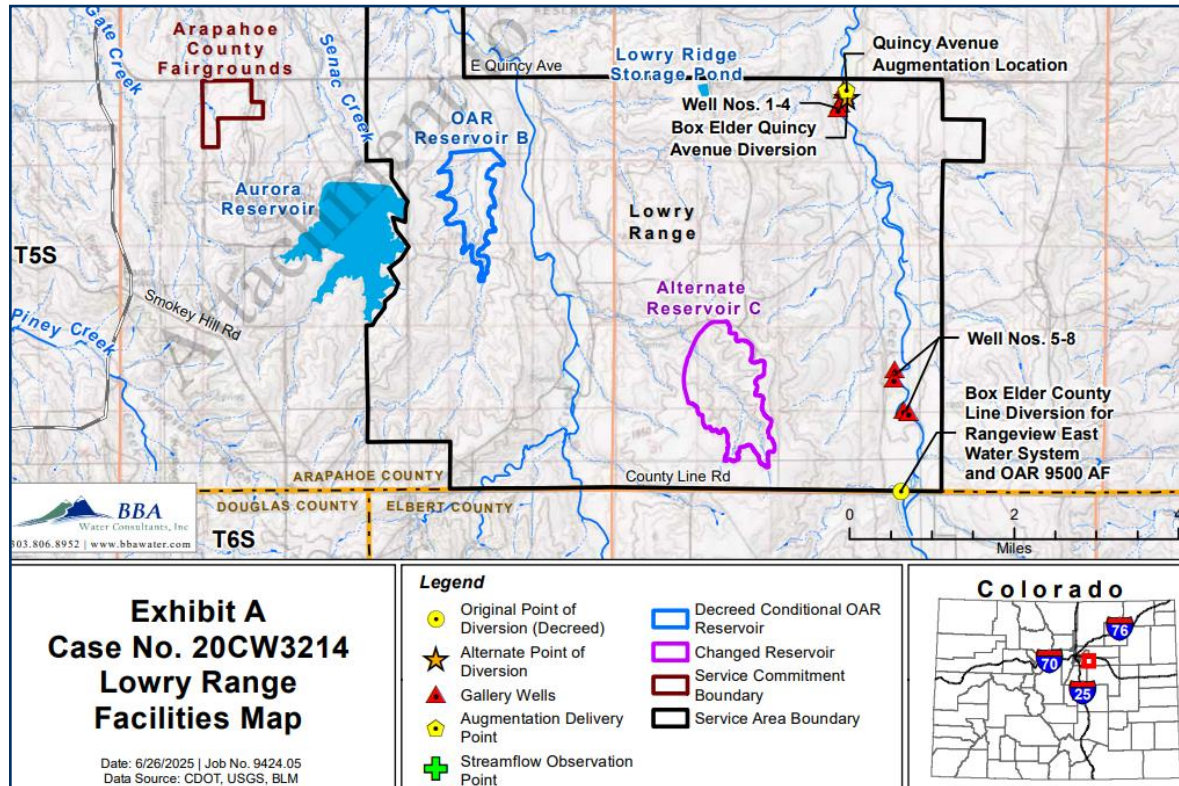 Gate Creek
Arapahoe
County
Fairgrounds
Senac Creek
E Quincy Ave
Lowry Ridge
Storage Pond
Quincy Avenue
Augmentation Location
Well Nos. 1-4
Box Elder Quincy
Avenue Diversion
OAR
Reservoir B
Aurora
Reservoir
Lowry
Range
T5S
Smokey Hill Rd
Piney Creek
Alternate
Reservoir C
Well Nos. 5-8
Box Elder County
Line Diversion for
Rangeview East
Water System
and OAR 9500 AF
County Line Rd
ARAPAHOE COUNTY
DOUGLAS COUNTY
ELBERT COUNTY
T6S
BBA
Water Consultants, Inc
303.806.8952 | www.bbawater.com
0 2 4
Miles
Exhibit A
Case No. 20CW3214
Lowry Range
Facilities Map
Date: 6/26/2025 | Job No. 9424.05
Data Source: CDOT, USGS, BLM
Legend
Original Point of
Diversion (Decreed)
Alternate Point of
Diversion
Gallery Wells
Augmentation Delivery
Point
Streamflow Observation
Point
Decreed Conditional OAR
Reservoir
Changed Reservoir
Service Commitment
Boundary
Service Area Boundary
Colorado
76
70
25